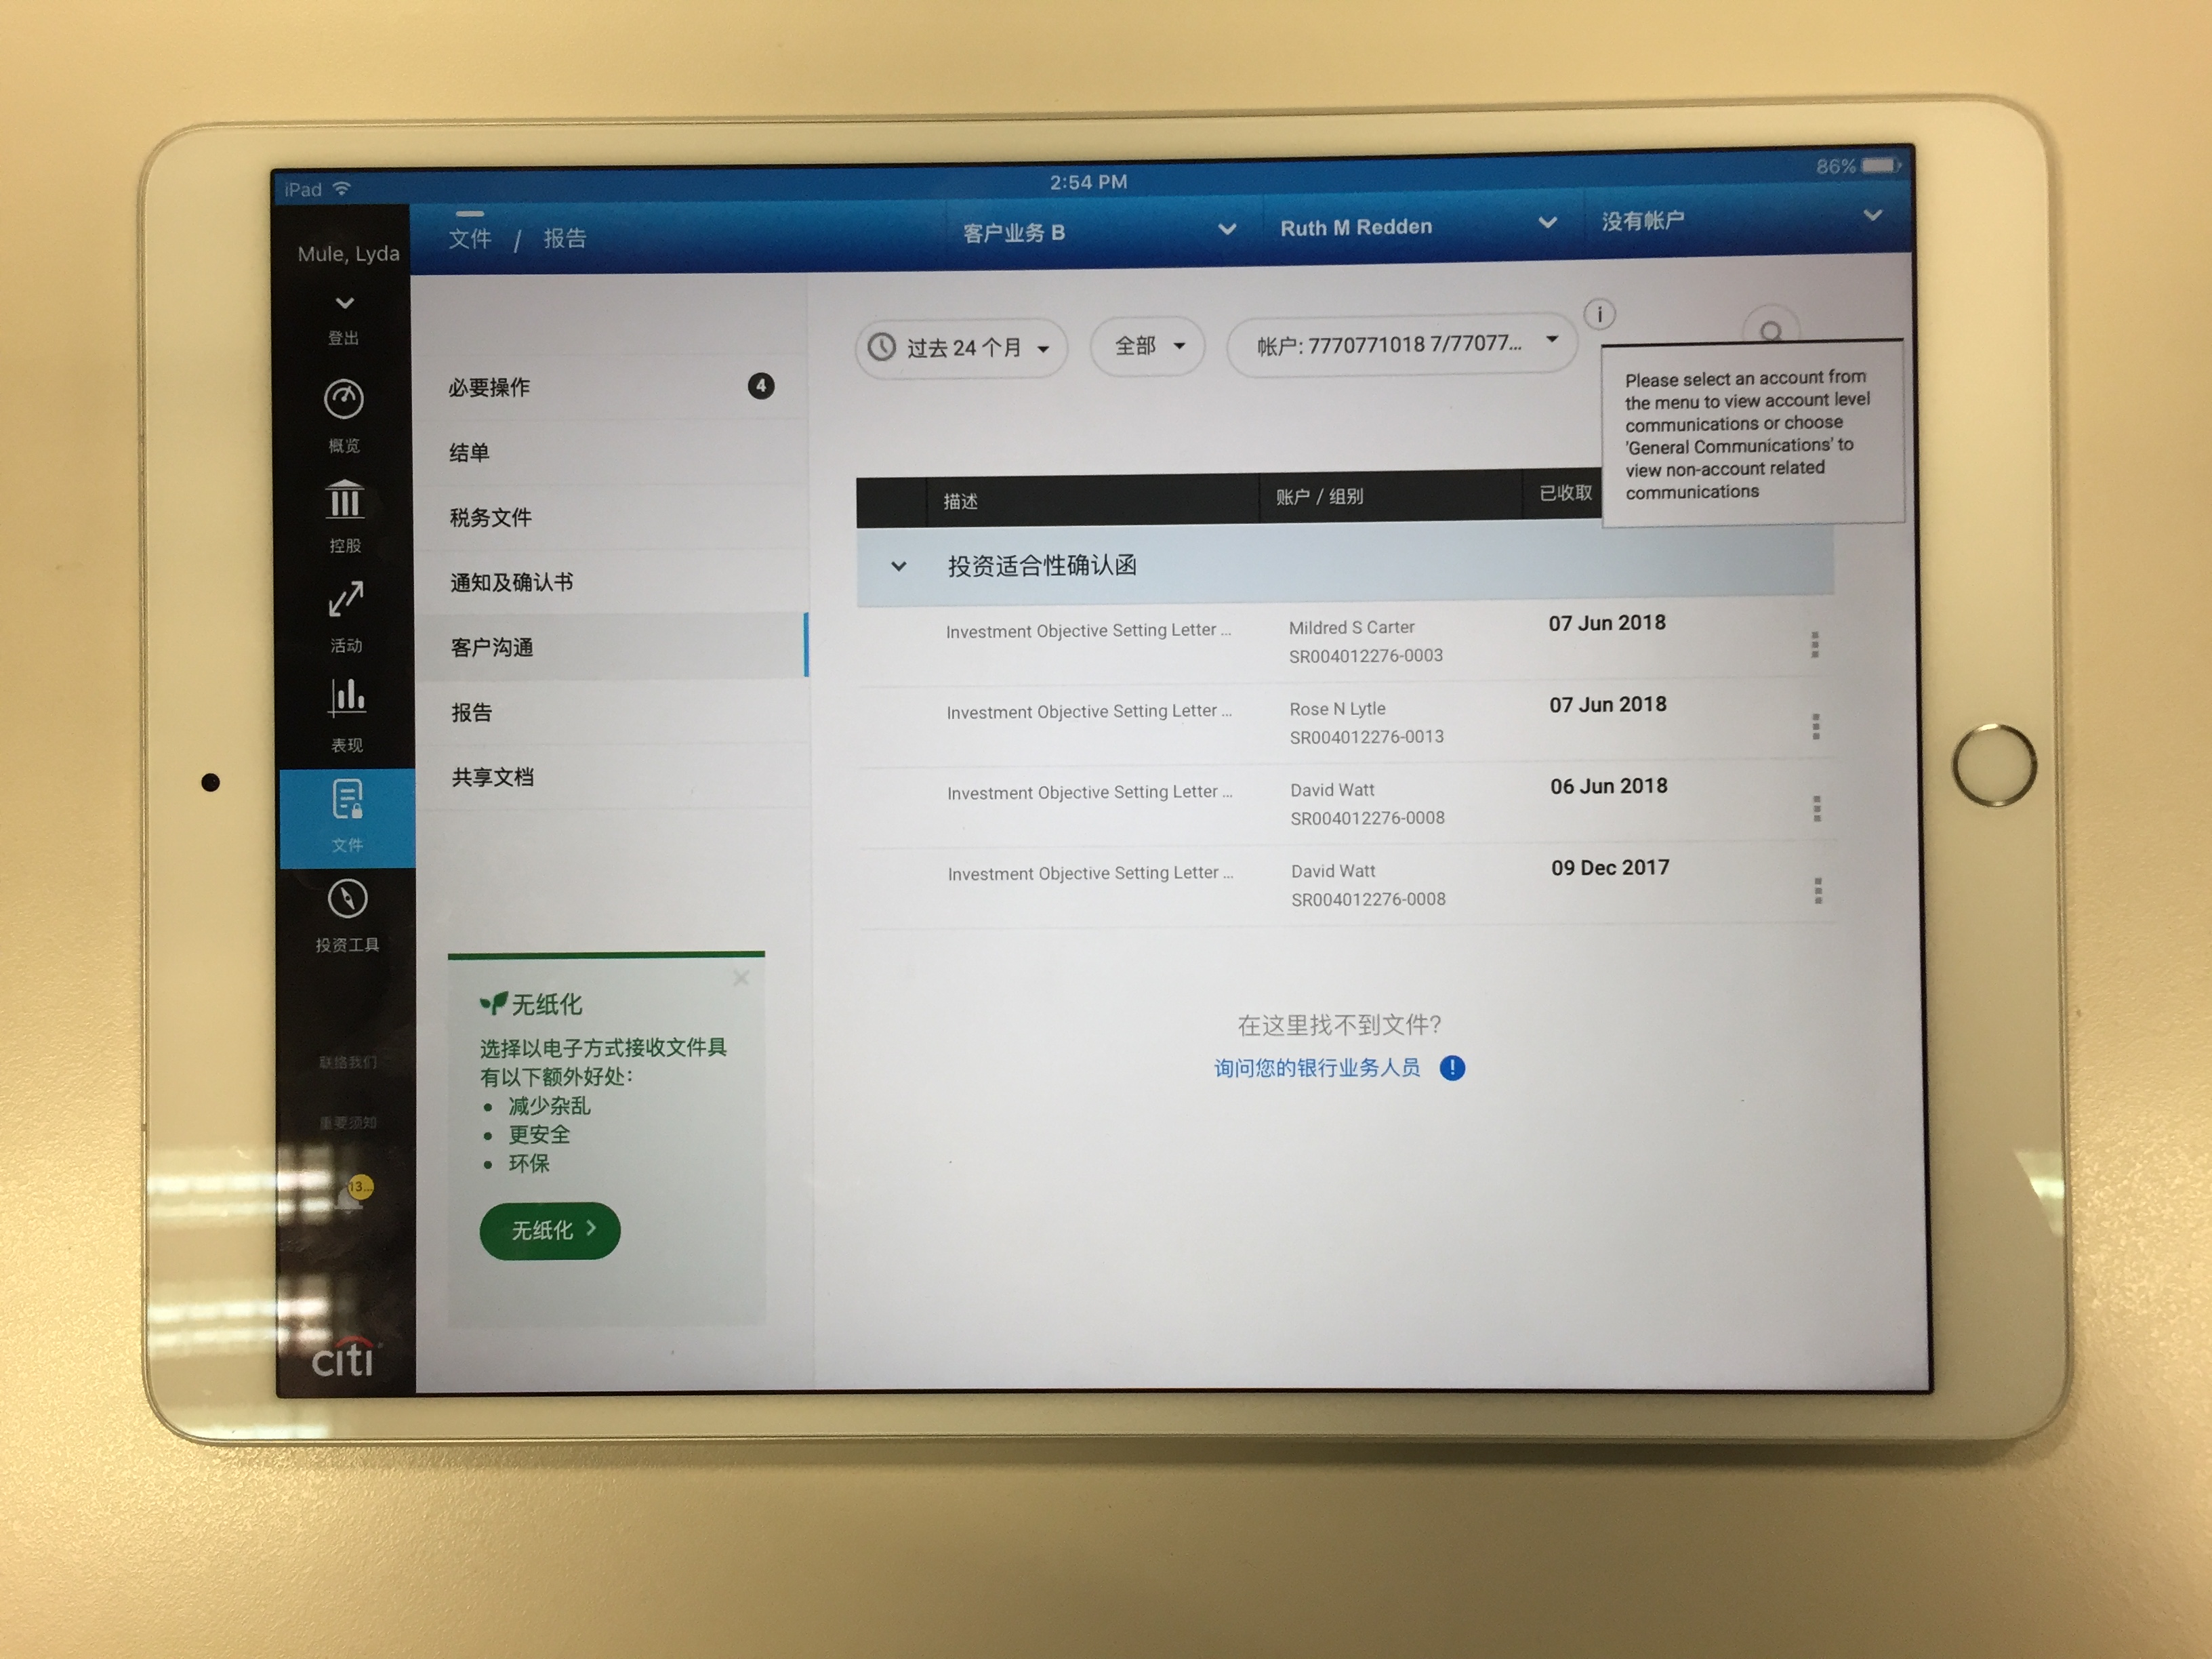 iPad
2:54 PM
86%
Mule, Lyda
文件 / 报告
客户业务 B
Ruth M Redden
没有帐户
登出
概览
控股
活动
表现
文件
投资工具
联络我们
重要须知
13...
citi
必要操作
4
结单
税务文件
通知及确认书
客户沟通
报告
共享文档
无纸化
选择以电子方式接收文件具
有以下额外好处：
• 减少杂乱
• 更安全
• 环保
无纸化
过去 24 个月
全部
帐户: 7770771018 7/77077...
i
Please select an account from
the menu to view account level
communications or choose
'General Communications' to
view non-account related
communications
描述
账户 / 组别
已收取
投资适合性确认函
Investment Objective Setting Letter ...
Mildred S Carter
SR004012276-0003
07 Jun 2018
Investment Objective Setting Letter ...
Rose N Lytle
SR004012276-0013
07 Jun 2018
Investment Objective Setting Letter ...
David Watt
SR004012276-0008
06 Jun 2018
Investment Objective Setting Letter ...
David Watt
SR004012276-0008
09 Dec 2017
在这里找不到文件?
询问您的银行业务人员 !